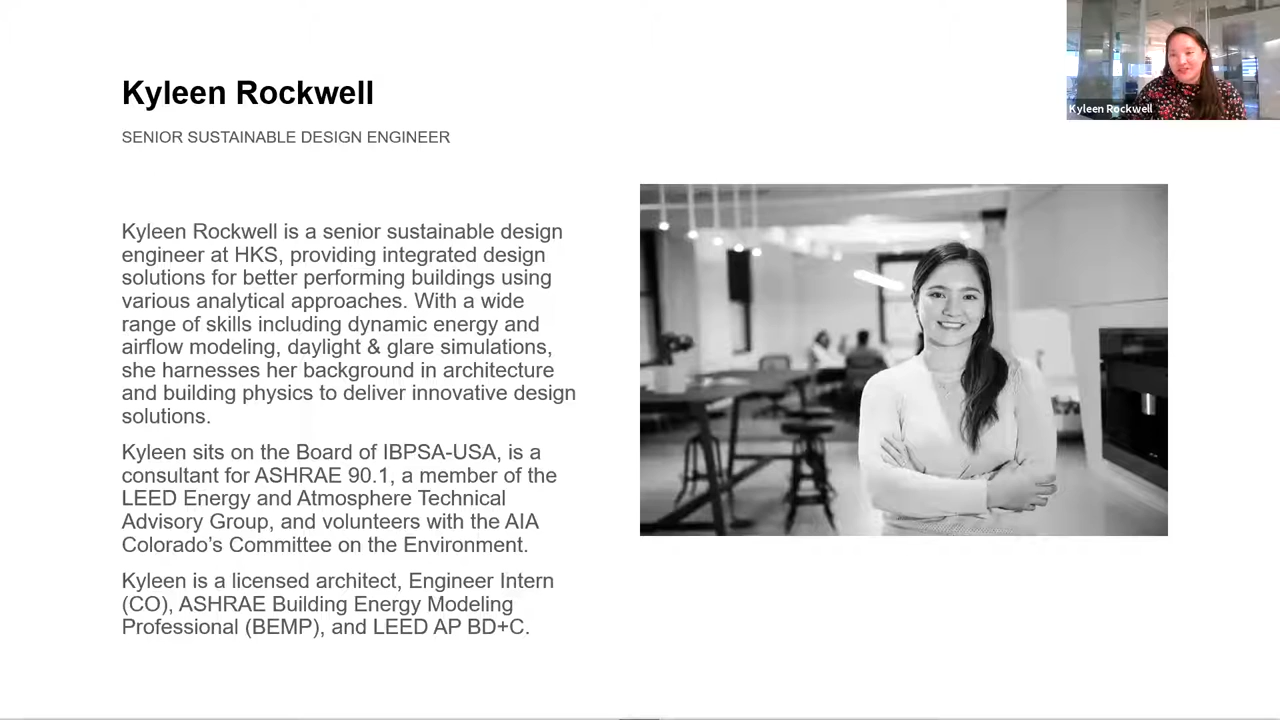 Kyleen Rockwell
SENIOR SUSTAINABLE DESIGN ENGINEER
Kyleen Rockwell
Kyleen Rockwell is a senior sustainable design
engineer at HKS, providing integrated design
solutions for better performing buildings using
various analytical approaches. With a wide
range of skills including dynamic energy and
airflow modeling, daylight & glare simulations,
she harnesses her background in architecture
and building physics to deliver innovative design
solutions.
Kyleen sits on the Board of IBPSA-USA, is a
consultant for ASHRAE 90.1, a member of the
LEED Energy and Atmosphere Technical
Advisory Group, and volunteers with the AIA
Colorado’s Committee on the Environment.
Kyleen is a licensed architect, Engineer Intern
(CO), ASHRAE Building Energy Modeling
Professional (BEMP), and LEED AP BD+C.